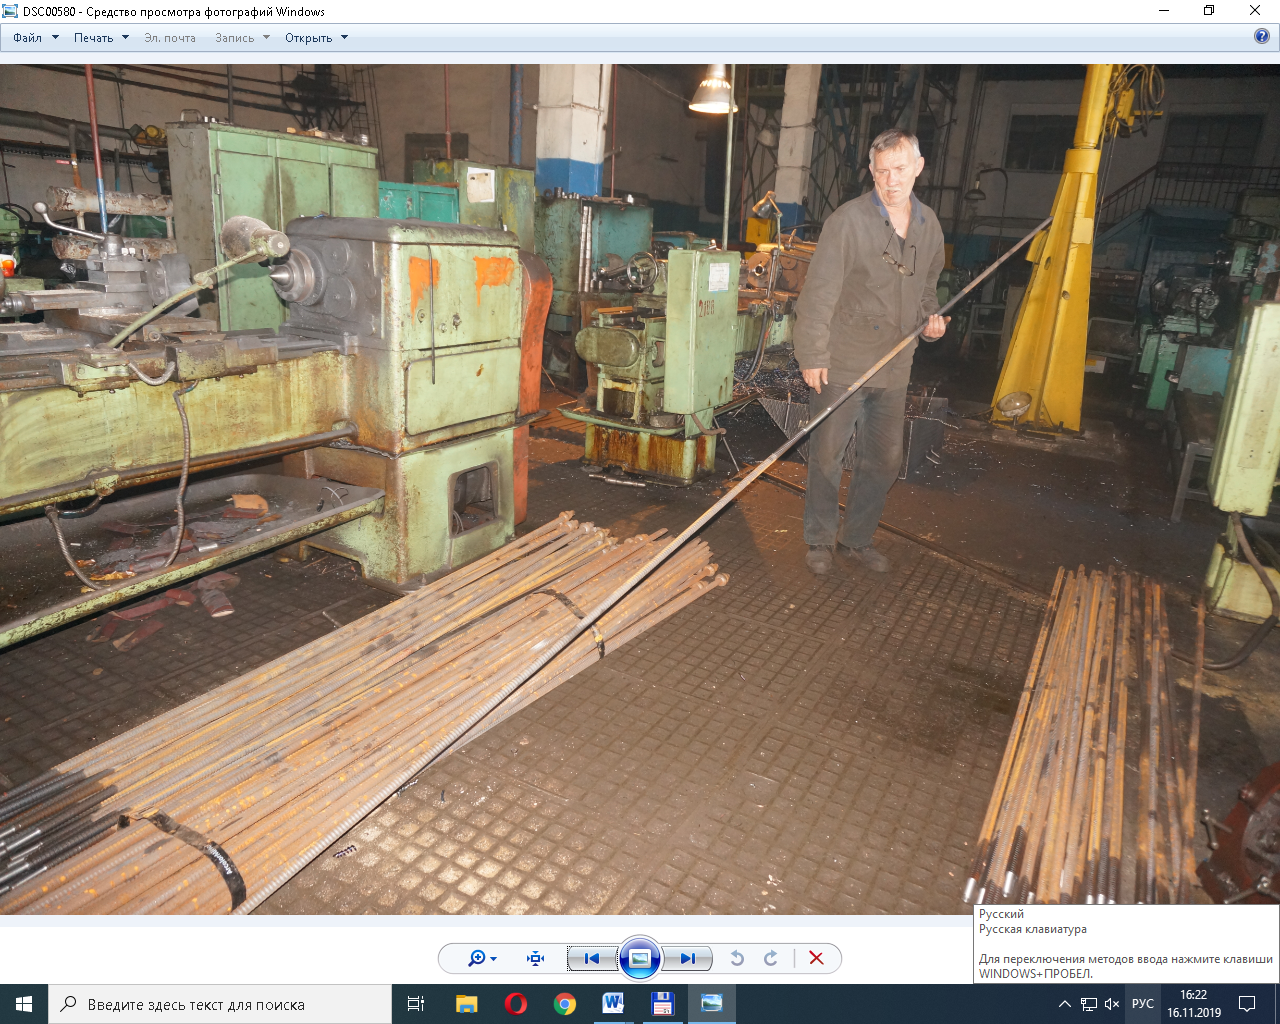 DSC00580 - Средство просмотра фотографий Windows
Файл Печать Эл. почта Запись Открыть
2186
Русский
Русская клавиатура
Для переключения методов ввода нажмите клавиши
WINDOWS+ПРОБЕЛ.
Введите здесь текст для поиска
РУС
16:22
16.11.2019